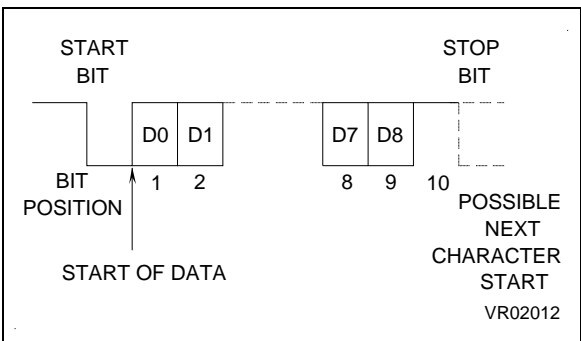 START
BIT
STOP
BIT
D0 D1 D7 D8
BIT
POSITION
1 2 8 9 10
POSSIBLE
NEXT
CHARACTER
START
START OF DATA
VR02012